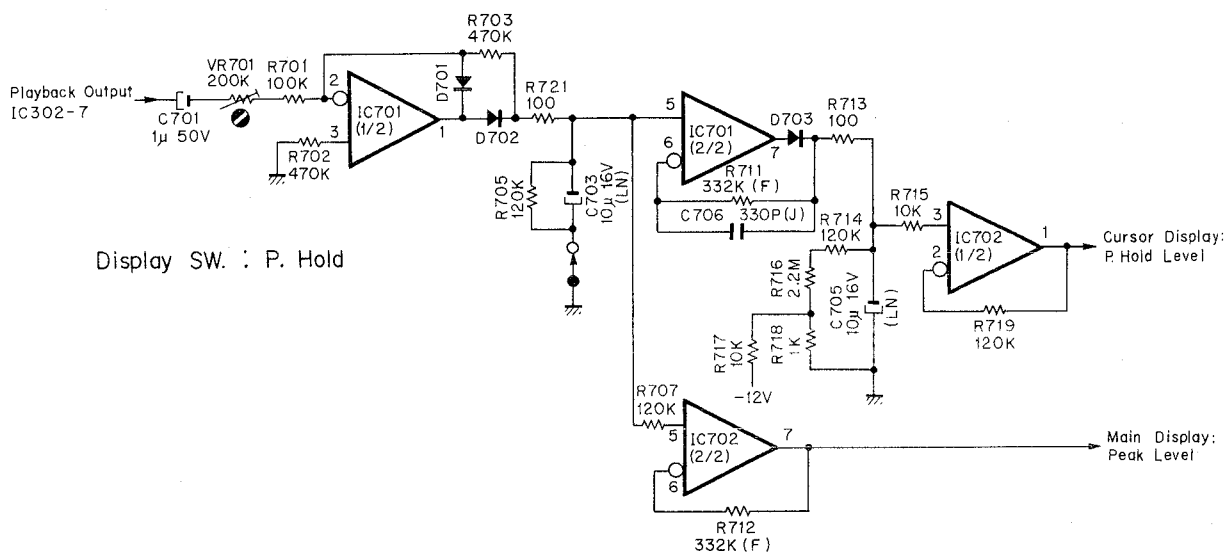 R703
470K
Playback Output
IC302-7
VR701
200K
R701
100K
C701
1μ 50V
2
3
IC701
(1/2)
1
R702
470K
D701
D702
R721
100
R705
120K
C703
10μ 16V
(LN)
5
6
IC701
(2/2)
7
D703
R713
100
R711
332K (F)
C706
330P(J)
R714
120K
R715
10K
3
2
IC702
(1/2)
1
Cursor Display:
P. Hold Level
R716
2.2M
C705
10μ 16V
(LN)
R719
120K
R717
10K
R718
1K
-12V
Display SW. : P. Hold
R707
120K
5
6
IC702
(2/2)
7
Main Display:
Peak Level
R712
332K (F)